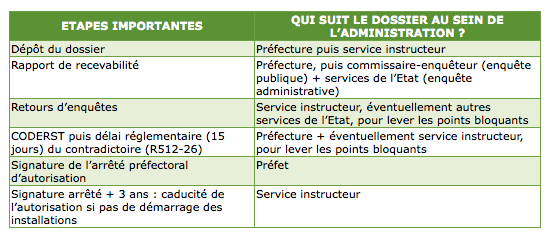 ETAPES IMPORTANTES
QUI SUIT LE DOSSIER AU SEIN DE
L'ADMINISTRATION ?
Dépôt du dossier
Préfecture puis service instructeur
Rapport de recevabilité
Préfecture, puis commissaire-enquêteur (enquête
publique) + services de l'Etat (enquête
administrative)
Retours d'enquêtes
Service instructeur, éventuellement autres
services de l'Etat, pour lever les points bloquants
CODERST puis délai réglementaire (15
jours) du contradictoire (R512-26)
Préfecture + éventuellement service instructeur,
pour lever les points bloquants
Signature de l'arrêté préfectoral
d'autorisation
Préfet
Signature arrêté + 3 ans : caducité de
l'autorisation si pas de démarrage des
installations
Service instructeur